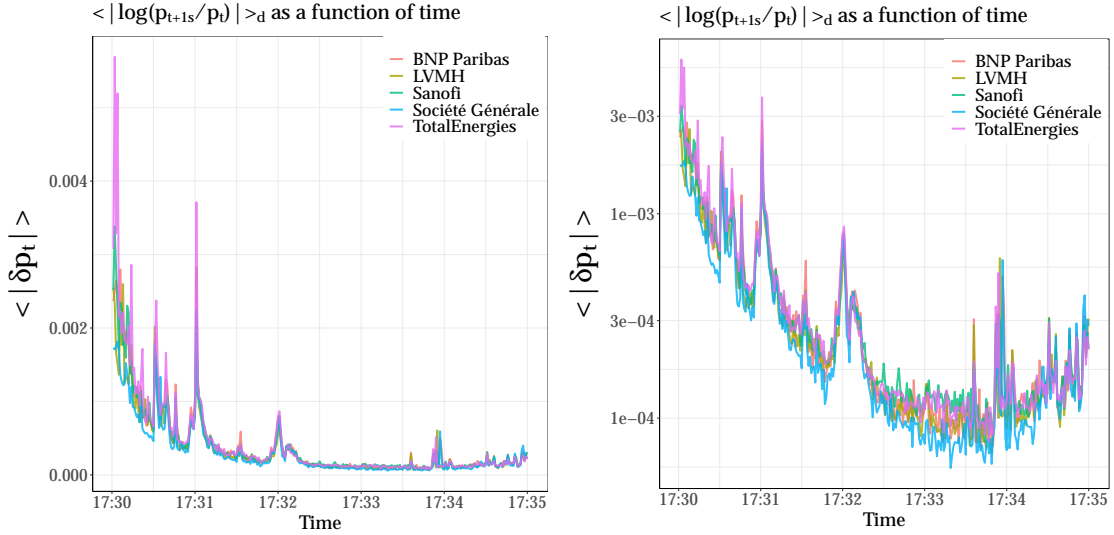 < | log(pt+1s/pt) | >d as a function of time
BNP Paribas
LVMH
Sanofi
Société Générale
TotalEnergies
0.004
0.002
0.000
< | δpt | >
17:30 17:31 17:32 17:33 17:34 17:35
Time
< | log(pt+1s/pt) | >d as a function of time
BNP Paribas
LVMH
Sanofi
Société Générale
TotalEnergies
3e−03
1e−03
3e−04
1e−04
< | δpt | >
17:30 17:31 17:32 17:33 17:34 17:35
Time